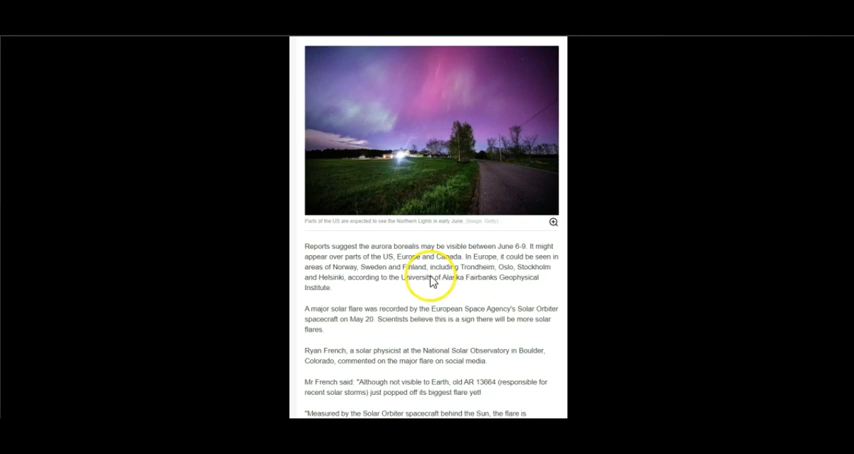 Parts of the US are expected to see the Northern Lights in early June (Image: Getty)
Reports suggest the aurora borealis may be visible between June 6-9. It might
appear over parts of the US, Europe and Canada. In Europe, it could be seen in
areas of Norway, Sweden and Finland, including Trondheim, Oslo, Stockholm
and Helsinki, according to the University of Alaska Fairbanks Geophysical
Institute.
A major solar flare was recorded by the European Space Agency's Solar Orbiter
spacecraft on May 20. Scientists believe this is a sign there will be more solar
flares.
Ryan French, a solar physicist at the National Solar Observatory in Boulder,
Colorado, commented on the major flare on social media.
Mr French said: "Although not visible to Earth, old AR 13664 (responsible for
recent solar storms) just popped off its biggest flare yet!
"Measured by the Solar Orbiter spacecraft behind the Sun, the flare is